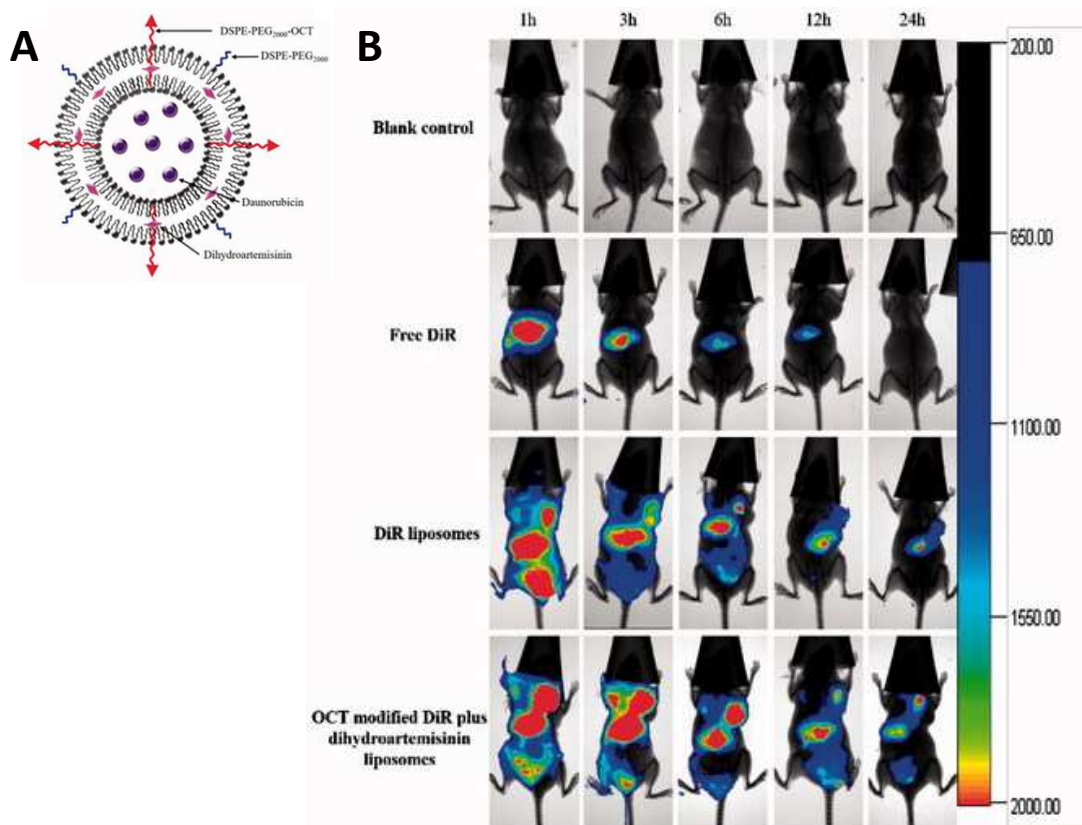 A
DSPE-PEG2000-OCT
DSPE-PEG2000
Daunorubicin
Dihydroartemisinin
B
1h 3h 6h 12h 24h
Blank control
Free DiR
DiR liposomes
OCT modified DiR plus
dihydroartemisinin
liposomes
200.00
650.00
1100.00
1550.00
2000.00